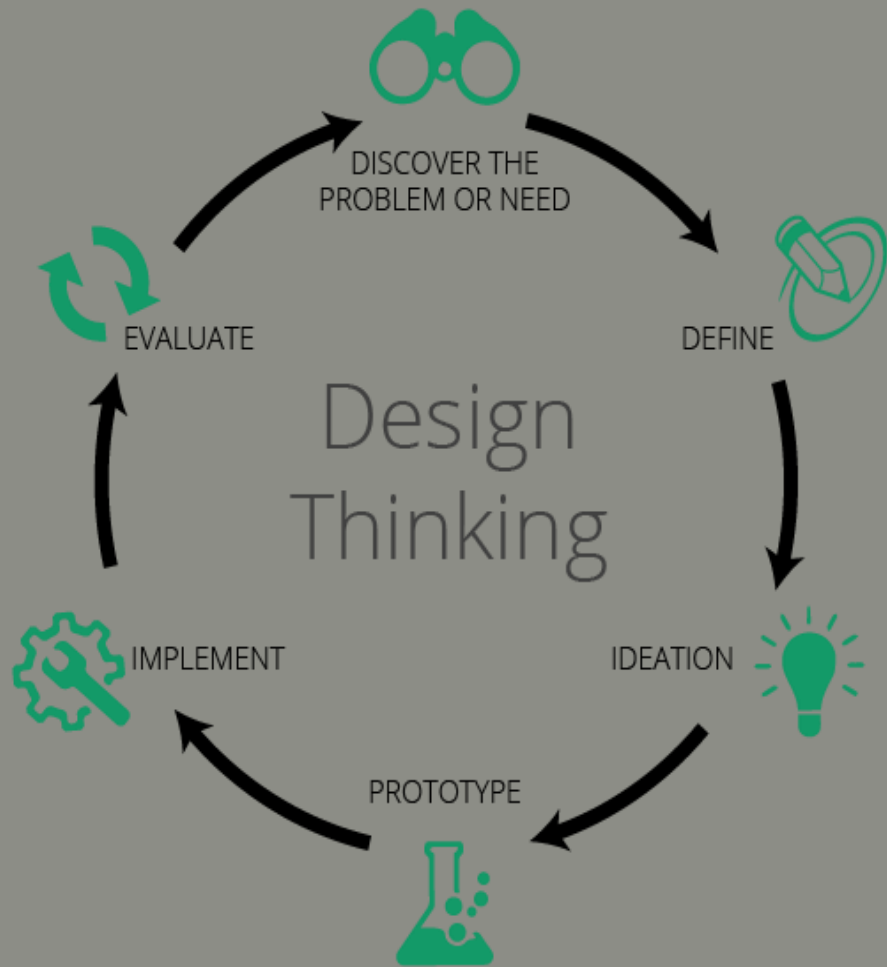 DISCOVER THE
PROBLEM OR NEED
DEFINE
IDEATION
PROTOTYPE
IMPLEMENT
EVALUATE
Design
Thinking